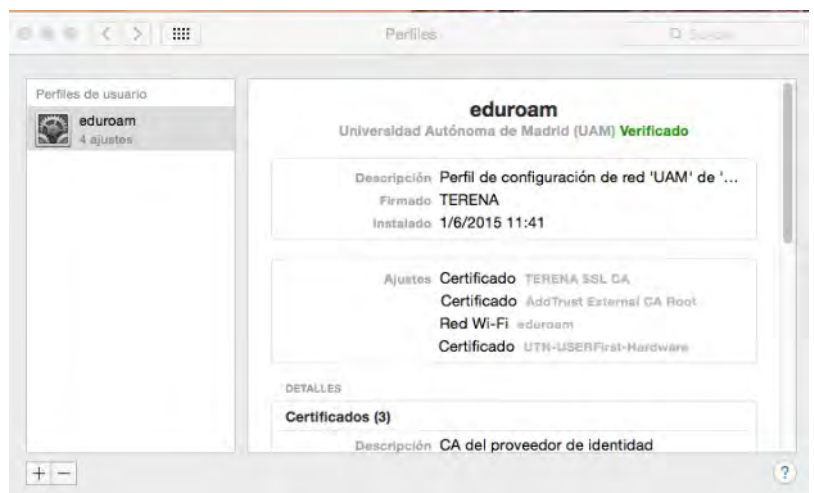 Perfiles
Buscar
Perfiles de usuario
eduroam
4 ajustes
eduroam
Universidad Autónoma de Madrid (UAM) Verificado
Descripción Perfil de configuración de red 'UAM' de '...
Firmado TERENA
Instalado 1/6/2015 11:41
Ajustes Certificado TERENA SSL CA
Certificado AddTrust External CA Root
Red Wi-Fi eduroam
Certificado UTN-USERFirst-Hardware
DETALLES
Certificados (3)
Descripción CA del proveedor de identidad
+ −
?